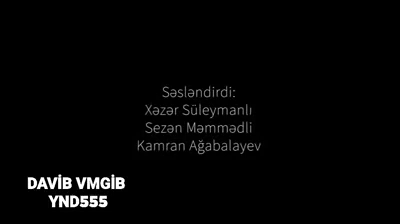 Səsləndirdi:
Xəzər Süleymanlı
Sezən Məmmədli
Kamran Ağabalayev
DAVİB VMGİB
YND555